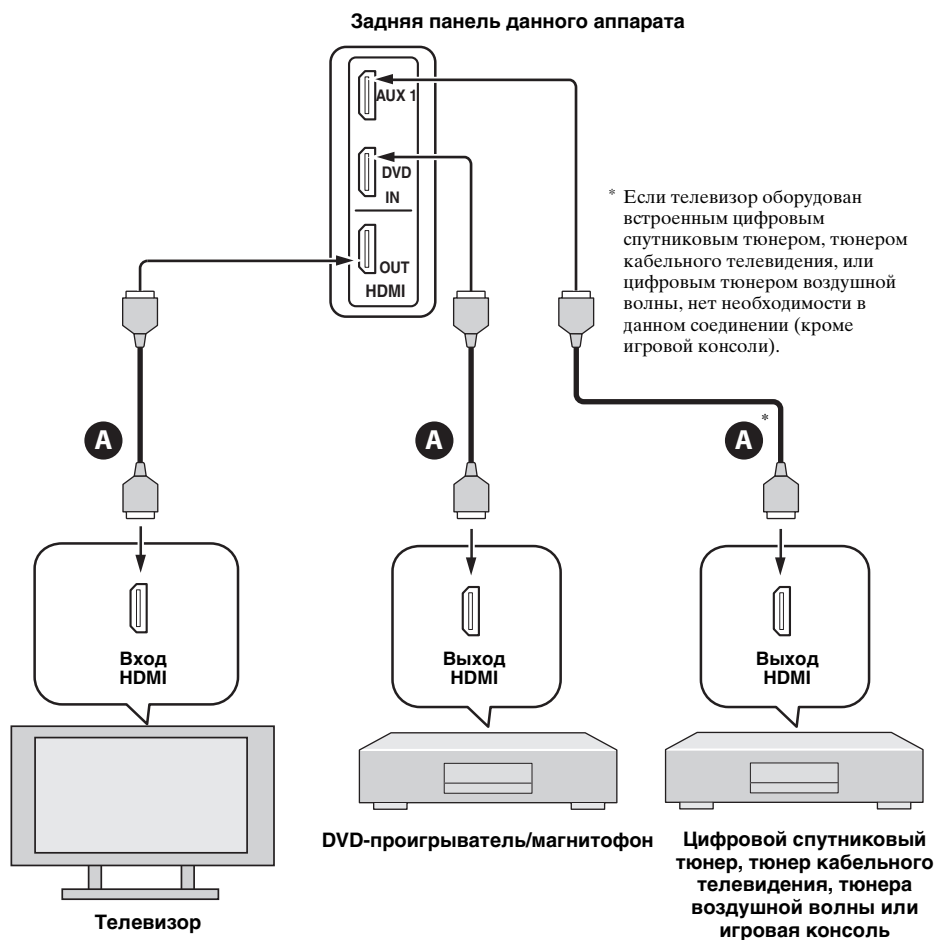 Задняя панель данного аппарата
AUX 1
DVD
IN
OUT
HDMI
* Если телевизор оборудован
встроенным цифровым
спутниковым тюнером, тюнером
кабельного телевидения, или
цифровым тюнером воздушной
волны, нет необходимости в
данном соединении (кроме
игровой консоли).
A
A
A *
Вход
HDMI
Выход
HDMI
Выход
HDMI
Телевизор
DVD-проигрыватель/магнитофон
Цифровой спутниковый
тюнер, тюнер кабельного
телевидения, тюнера
воздушной волны или
игровая консоль